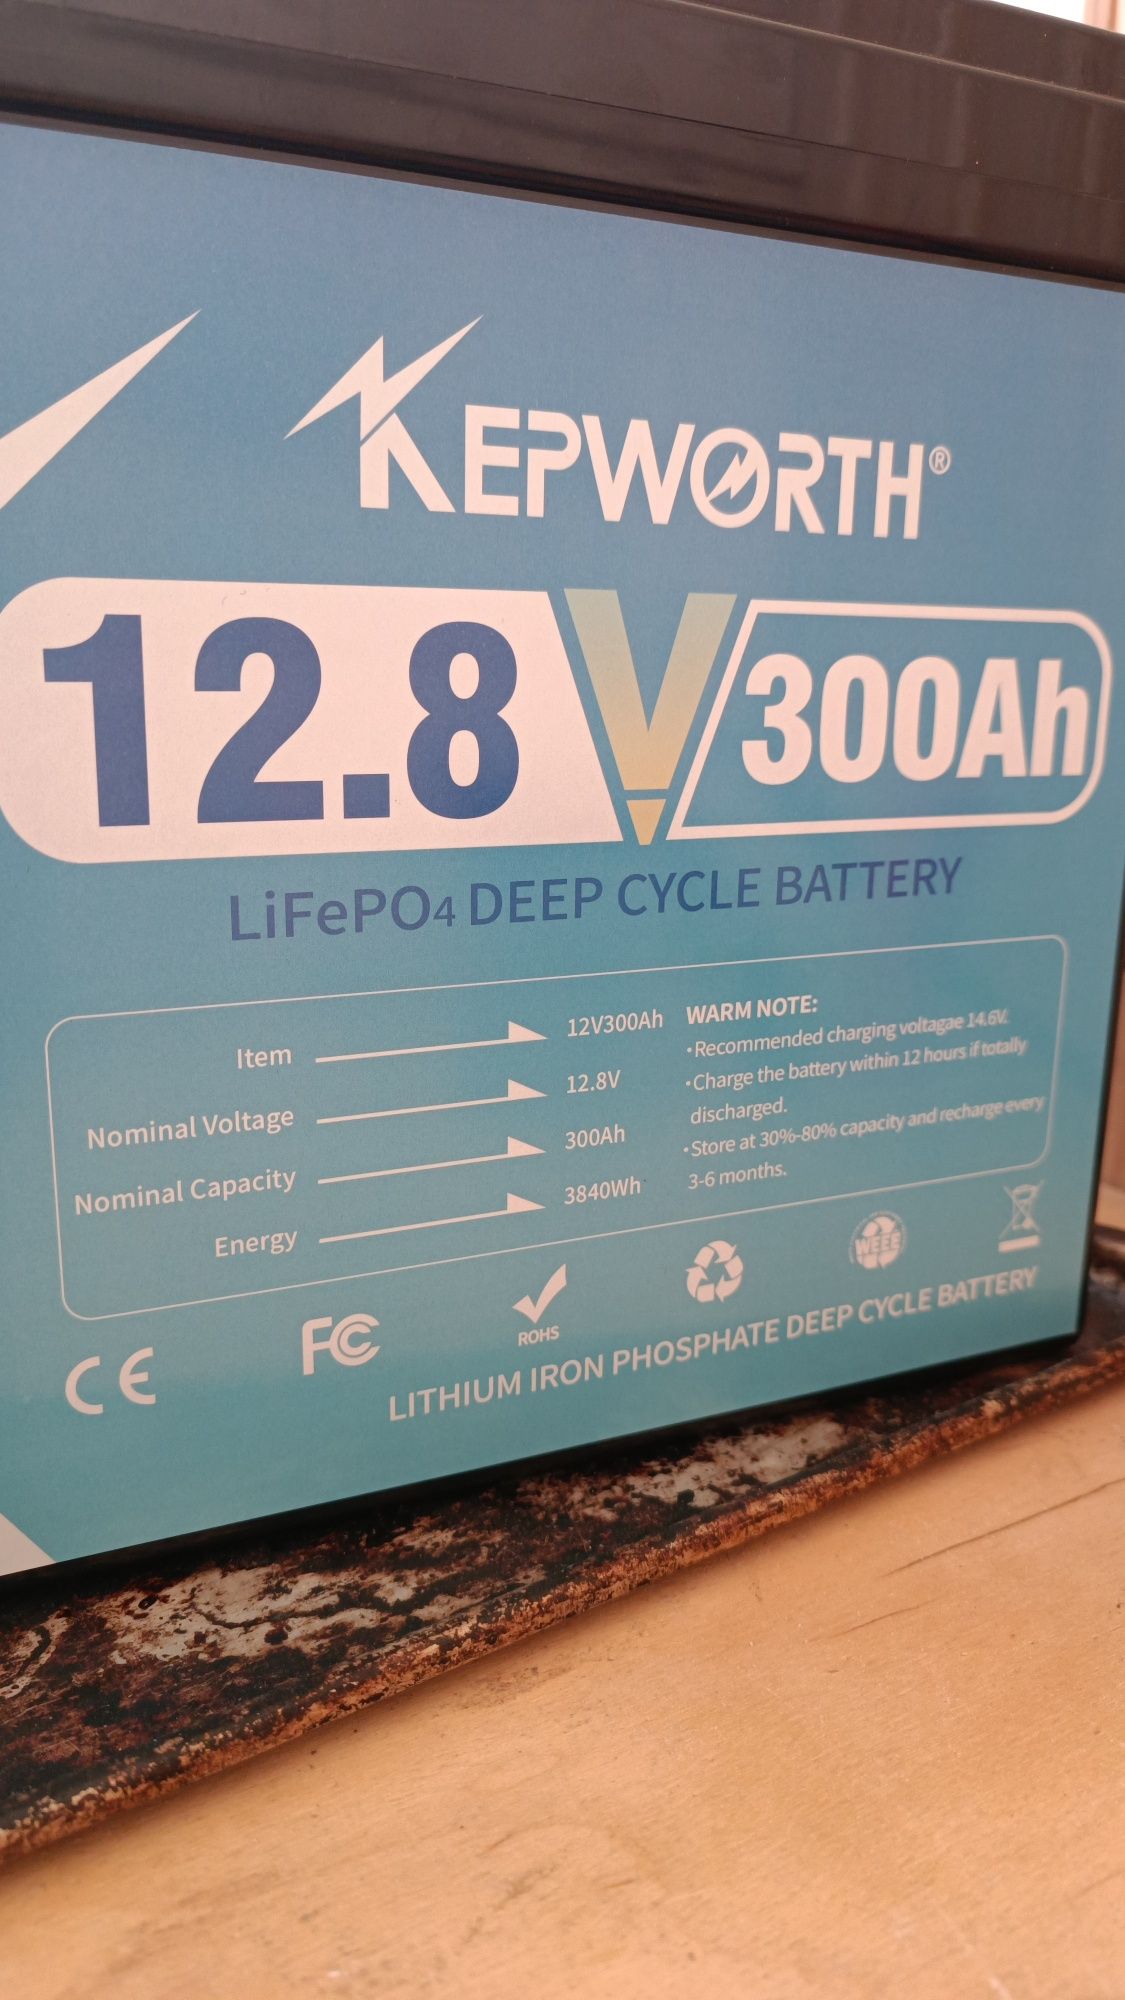 KEPWORTH®
12.8V 300Ah
LiFePO4 DEEP CYCLE BATTERY
Item 12V300Ah
Nominal Voltage 12.8V
Nominal Capacity 300Ah
Energy 3840Wh
WARM NOTE:
•Recommended charging voltagae 14.6V.
•Charge the battery within 12 hours if totally
discharged.
•Store at 30%-80% capacity and recharge every
3-6 months.
CE
FC
ROHS
WEEE
LITHIUM IRON PHOSPHATE DEEP CYCLE BATTERY